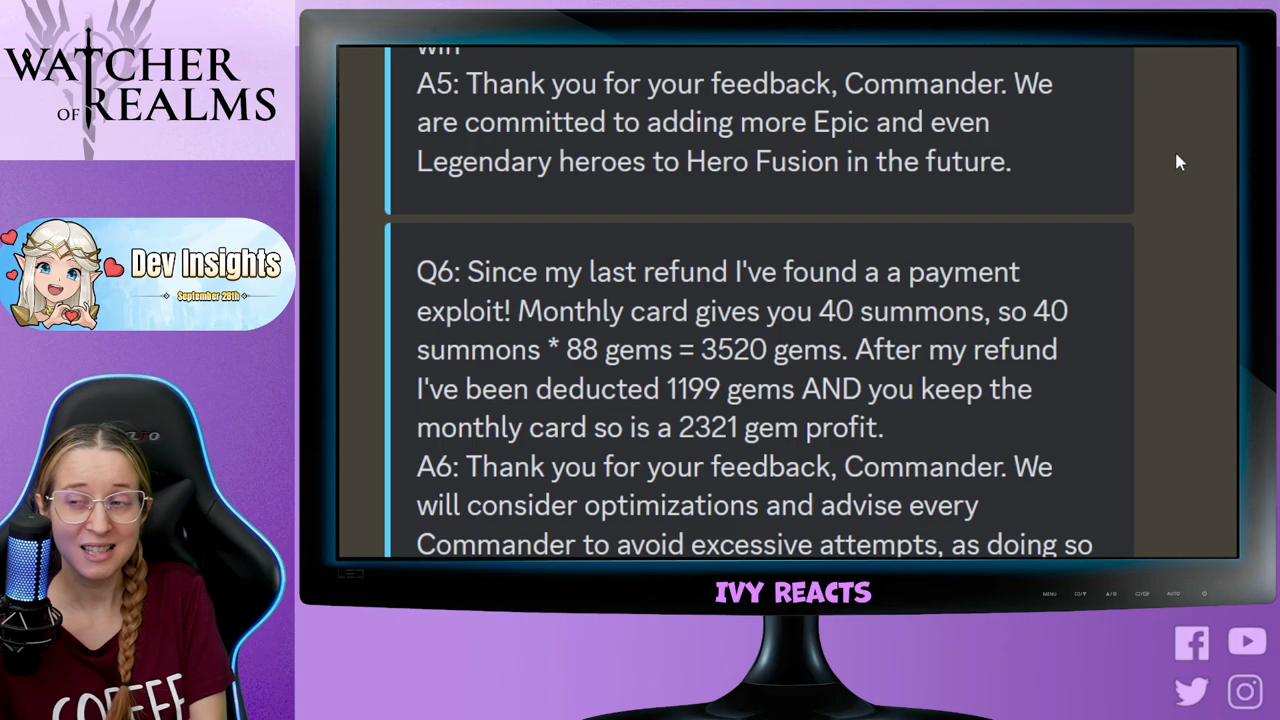 WATCHER
OF REALMS
Dev Insights
September 28th
A5: Thank you for your feedback, Commander. We
are committed to adding more Epic and even
Legendary heroes to Hero Fusion in the future.
Q6: Since my last refund I've found a a payment
exploit! Monthly card gives you 40 summons, so 40
summons * 88 gems = 3520 gems. After my refund
I've been deducted 1199 gems AND you keep the
monthly card so is a 2321 gem profit.
A6: Thank you for your feedback, Commander. We
will consider optimizations and advise every
Commander to avoid excessive attempts, as doing so
IVY REACTS
MENU
AUTO
COFFEE